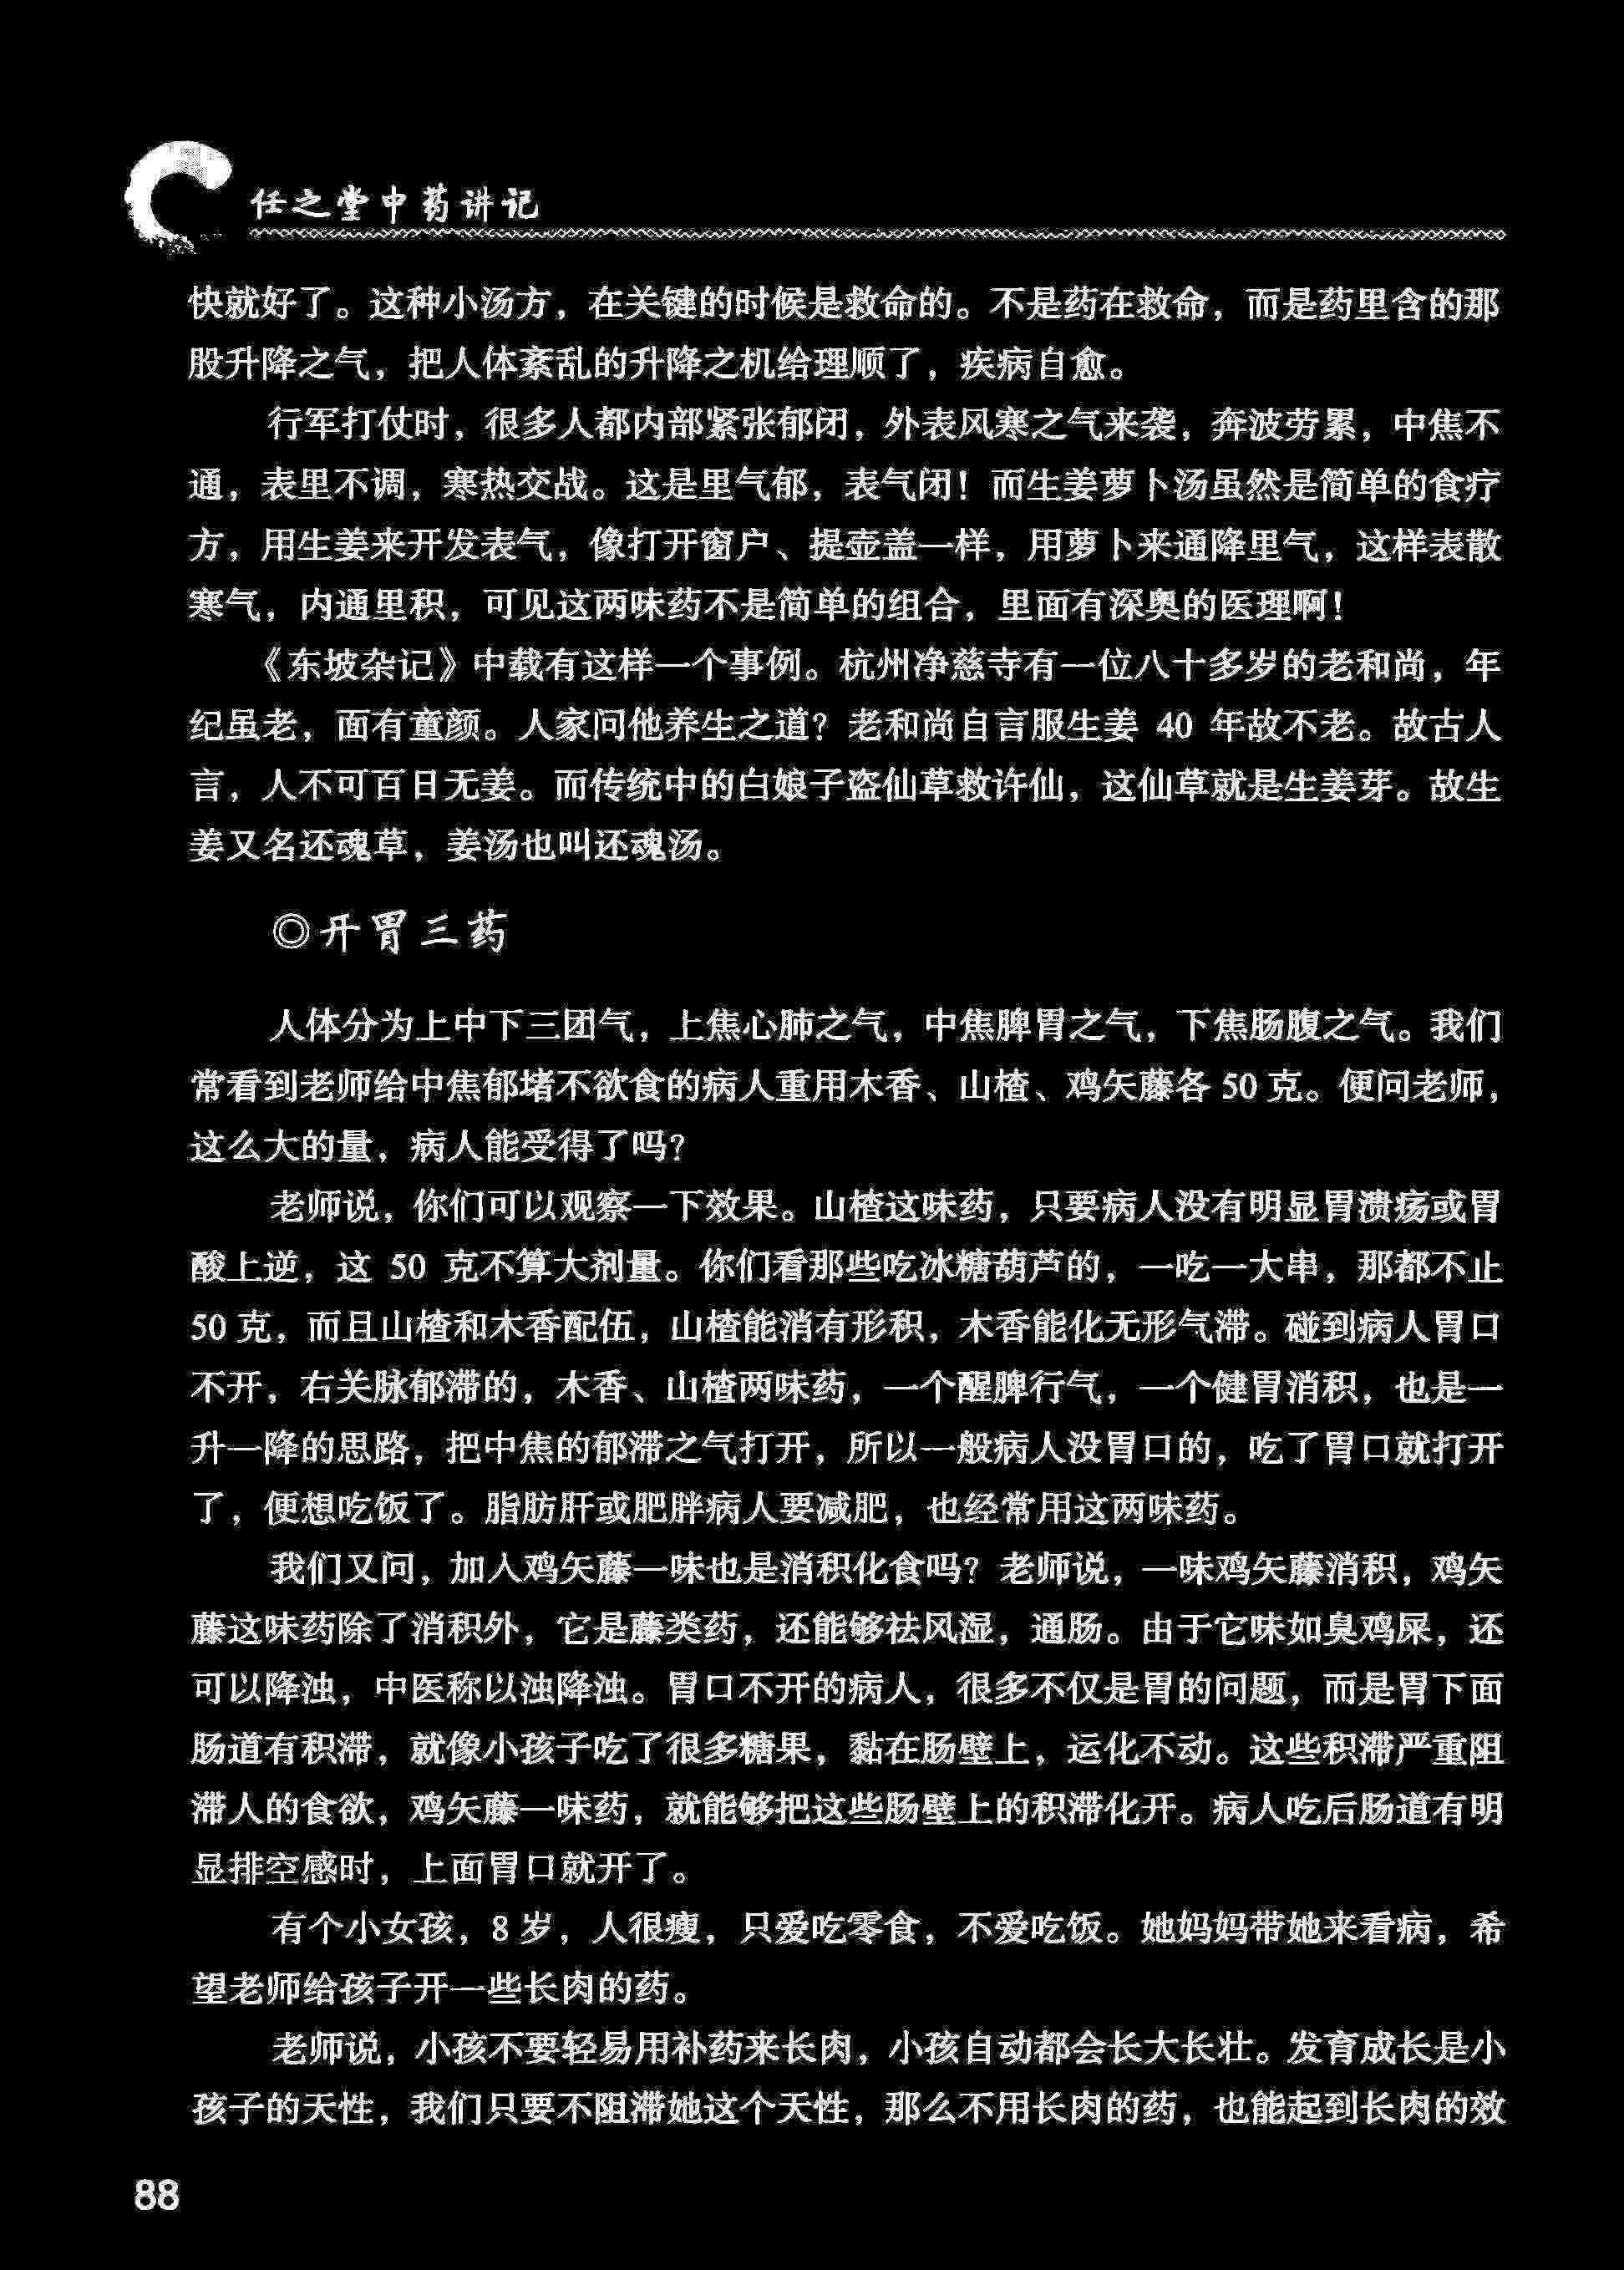 任之堂中药讲记
快就好了。这种小汤方，在关键的时候是救命的。不是药在救命，而是药里含的那
股升降之气，把人体紊乱的升降之机给理顺了，疾病自愈。
行军打仗时，很多人都内部紧张郁闭，外表风寒之气来袭，奔波劳累，中焦不
通，表里不调，寒热交战。这是里气郁，表气闭！而生姜萝卜汤虽然是简单的食疗
方，用生姜来开发表气，像打开窗户、提壶盖一样，用萝卜来通降里气，这样表散
寒气，内通里积，可见这两味药不是简单的组合，里面有深奥的医理啊！
《东坡杂记》中载有这样一个事例。杭州净慈寺有一位八十多岁的老和尚，年
纪虽老，面有童颜。人家问他养生之道？老和尚自言服生姜 40 年故不老。故古人
言，人不可百日无姜。而传统中的白娘子盗仙草救许仙，这仙草就是生姜芽。故生
姜又名还魂草，姜汤也叫还魂汤。
◎开胃三药
人体分为上中下三团气，上焦心肺之气，中焦脾胃之气，下焦肠腹之气。我们
常看到老师给中焦郁堵不欲食的病人重用木香、山楂、鸡矢藤各 50 克。便问老师，
这么大的量，病人能受得了吗？
老师说，你们可以观察一下效果。山楂这味药，只要病人没有明显胃溃疡或胃
酸上逆，这 50 克不算大剂量。你们看那些吃冰糖葫芦的，一吃一大串，那都不止
50 克，而且山楂和木香配伍，山楂能消有形积，木香能化无形气滞。碰到病人胃口
不开，右关脉郁滞的，木香、山楂两味药，一个醒脾行气，一个健胃消积，也是一
升一降的思路，把中焦的郁滞之气打开，所以一般病人没胃口的，吃了胃口就打开
了，便想吃饭了。脂肪肝或肥胖病人要减肥，也经常用这两味药。
我们又问，加入鸡矢藤一味也是消积化食吗？老师说，一味鸡矢藤消积，鸡矢
藤这味药除了消积外，它是藤类药，还能够祛风湿，通肠。由于它味如臭鸡屎，还
可以降浊，中医称以浊降浊。胃口不开的病人，很多不仅是胃的问题，而是胃下面
肠道有积滞，就像小孩子吃了很多糖果，黏在肠壁上，运化不动。这些积滞严重阻
滞人的食欲，鸡矢藤一味药，就能够把这些肠壁上的积滞化开。病人吃后肠道有明
显排空感时，上面胃口就开了。
有个小女孩，8 岁，人很瘦，只爱吃零食，不爱吃饭。她妈妈带她来看病，希
望老师给孩子开一些长肉的药。
老师说，小孩不要轻易用补药来长肉，小孩自动都会长大长壮。发育成长是小
孩子的天性，我们只要不阻滞她这个天性，那么不用长肉的药，也能起到长肉的效
88